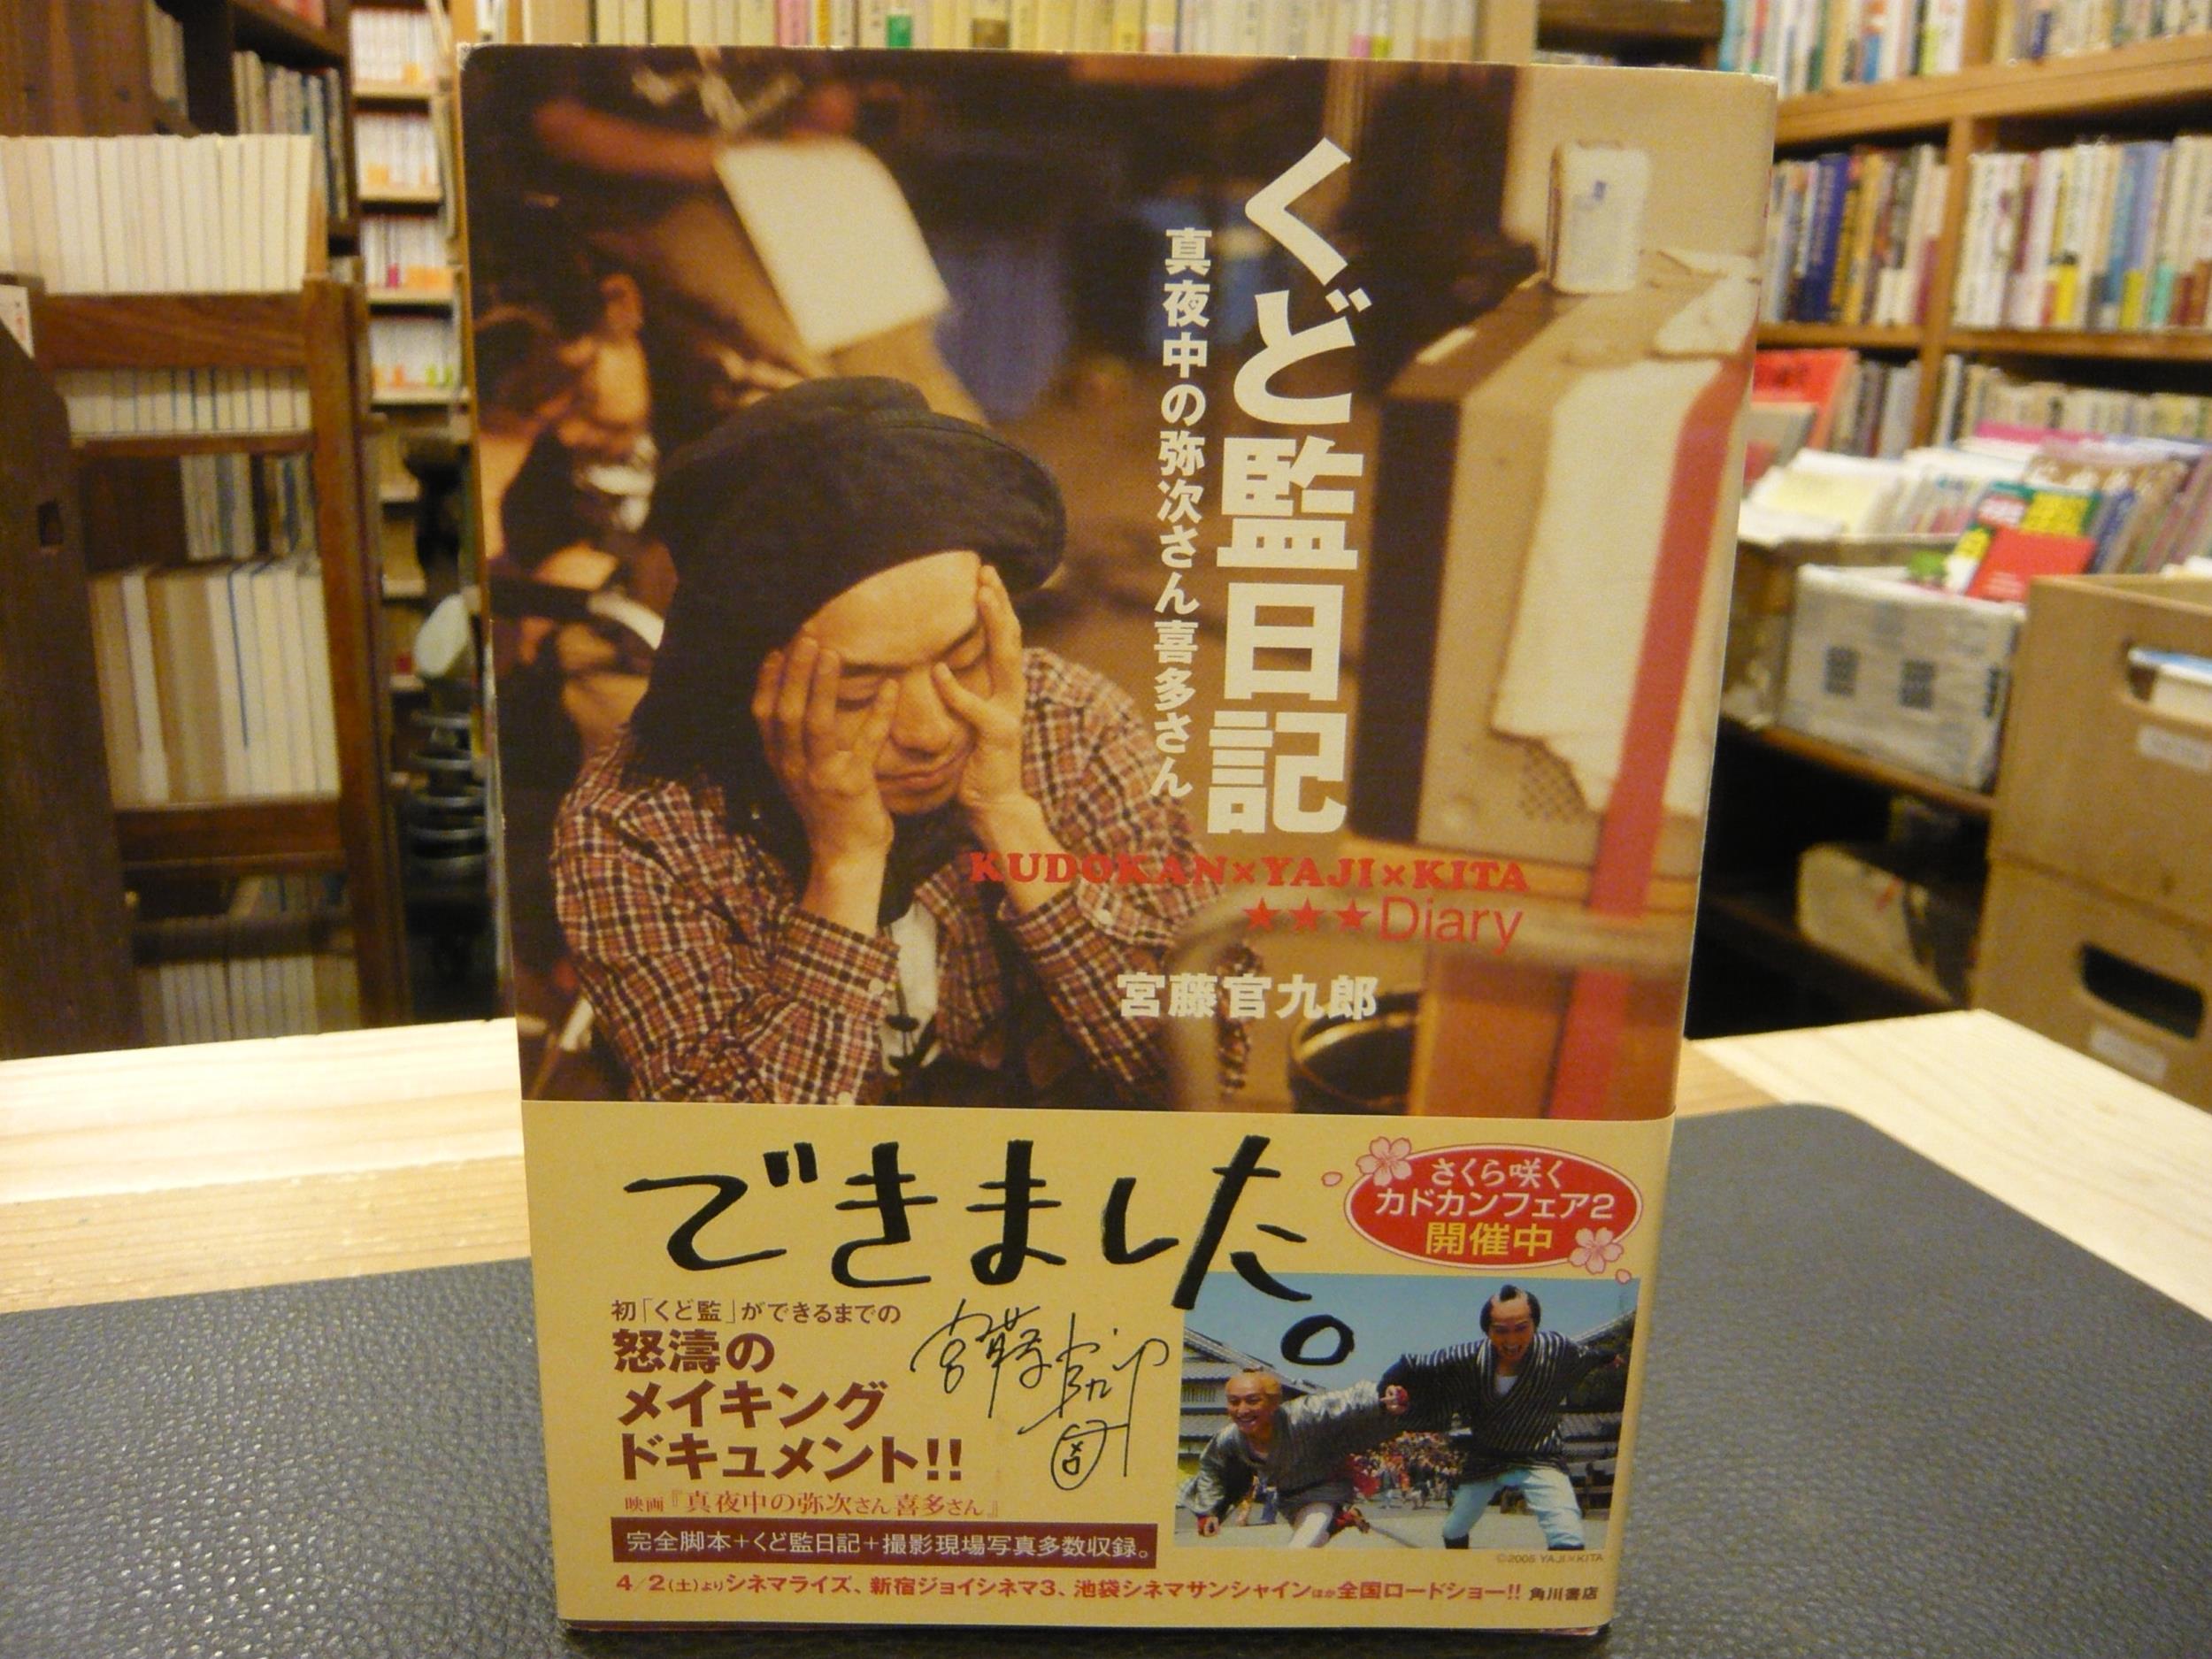 くど監日記
真夜中の弥次さん喜多さん
KUDOKAN×YAJI×KITA
★★★Diary
宮藤官九郎
できました。
さくら咲く
カドカンフェア2
開催中
初「くど監」ができるまでの
怒濤の
メイキング
ドキュメント!!
宮藤官九郎
映画『真夜中の弥次さん喜多さん』
完全脚本+くど監日記+撮影現場写真多数収録。
©2005 YAJI×KITA
4/2(土)よりシネマライズ、新宿ジョイシネマ3、池袋シネマサンシャインほか全国ロードショー!! 角川書店